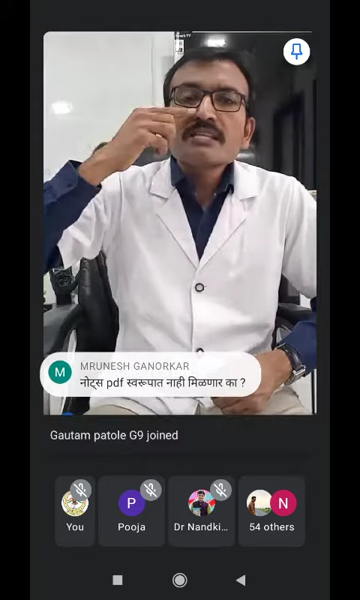 M
MRUNESH GANORKAR
नोट्स pdf स्वरूपात नाही मिळणार का ?
Gautam patole G9 joined
P
N
You
Pooja
Dr Nandki...
54 others